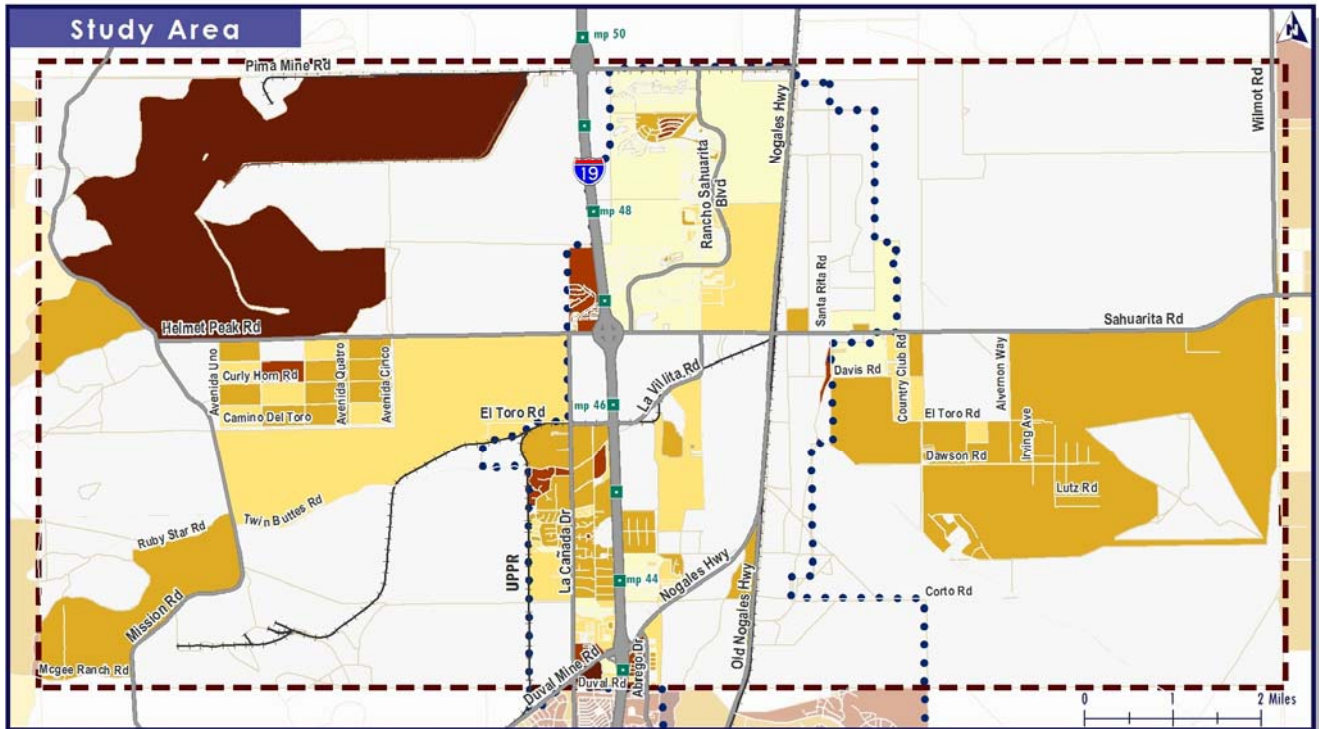 Study Area
mp 50
Pima Mine Rd
Wilmot Rd
Nogales Hwy
19
Rancho Sahuarita
Blvd
mp 48
Santa Rita Rd
Sahuarita Rd
Helmet Peak Rd
Avenida Uno
Curly Horn Rd
Avenida Quatro
Avenida Cinco
Camino Del Toro
La Villita Rd
Davis Rd
Country Club Rd
Alvernon Way
mp 46
El Toro Rd
El Toro Rd
Irving Ave
Dawson Rd
Lutz Rd
Twin Buttes Rd
Ruby Star Rd
La Cañada Dr
UPPR
mp 44
Nogales Hwy
Old Nogales Hwy
Corto Rd
Mission Rd
Mcgee Ranch Rd
Duval Mine Rd
Duval Rd
Abrego Dr
0 1 2 Miles